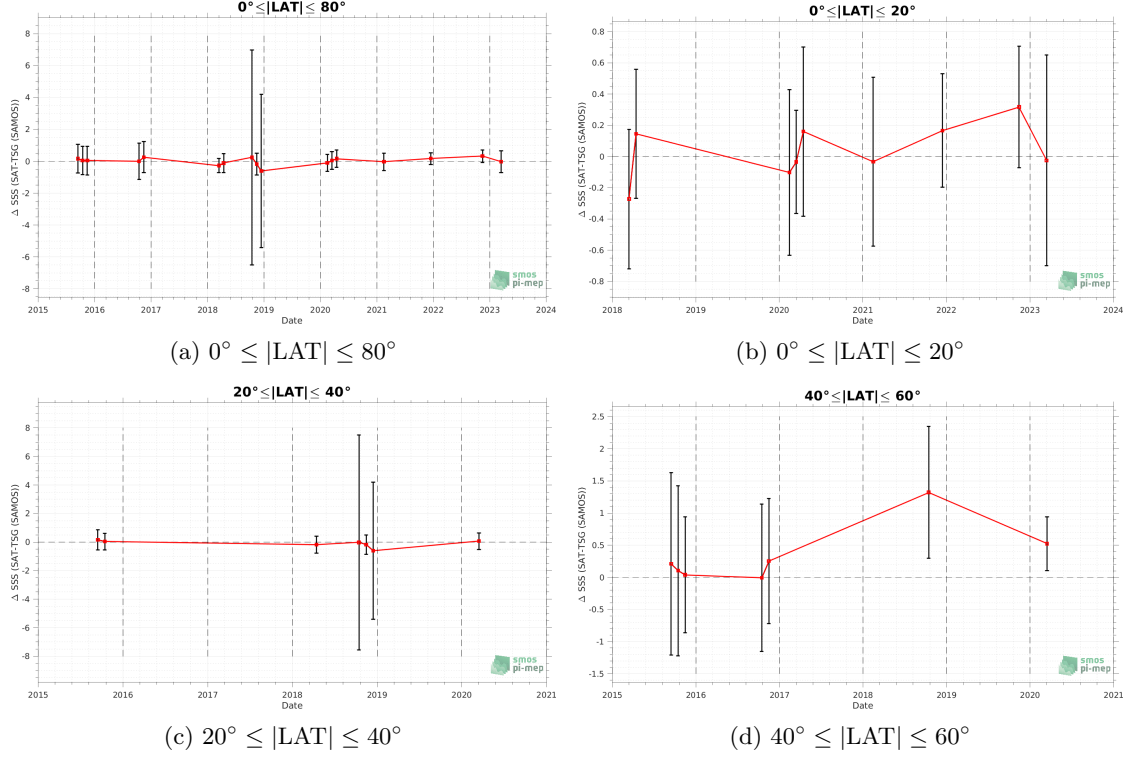 0°≤|LAT|≤ 80°
8
6
4
2
0
-2
-4
-6
-8
Δ SSS (SAT-TSG (SAMOS))
2015 2016 2017 2018 2019 2020 2021 2022 2023 2024
Date
smos
pi-mep
(a) 0° ≤ |LAT| ≤ 80°
0°≤|LAT|≤ 20°
0.8
0.6
0.4
0.2
0
-0.2
-0.4
-0.6
-0.8
Δ SSS (SAT-TSG (SAMOS))
2018 2019 2020 2021 2022 2023 2024
Date
smos
pi-mep
(b) 0° ≤ |LAT| ≤ 20°
20°≤|LAT|≤ 40°
8
6
4
2
0
-2
-4
-6
-8
Δ SSS (SAT-TSG (SAMOS))
2015 2016 2017 2018 2019 2020 2021
Date
smos
pi-mep
(c) 20° ≤ |LAT| ≤ 40°
40°≤|LAT|≤ 60°
2.5
2
1.5
1
0.5
0
-0.5
-1
-1.5
Δ SSS (SAT-TSG (SAMOS))
2015 2016 2017 2018 2019 2020 2021
Date
smos
pi-mep
(d) 40° ≤ |LAT| ≤ 60°